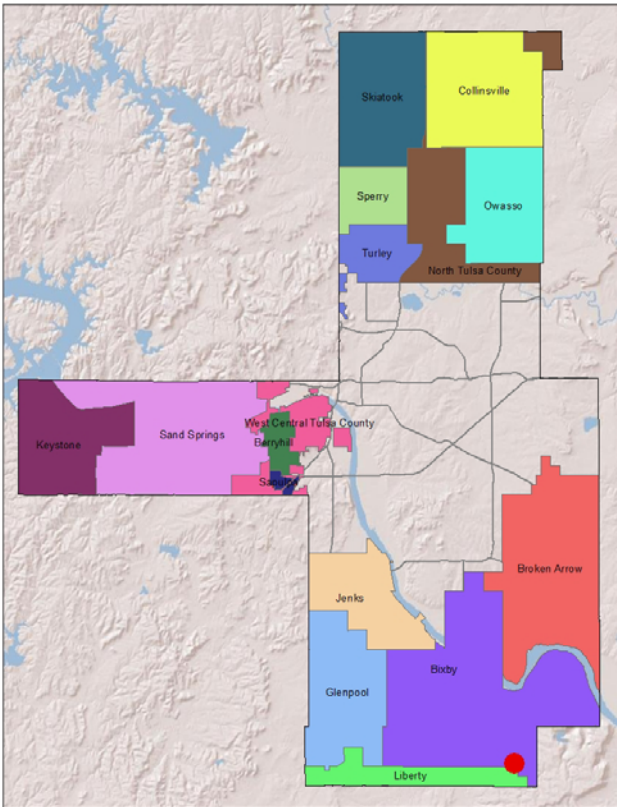 Skiatook
Collinsville
Sperry
Owasso
Turley
North Tulsa County
West Central Tulsa County
Keystone
Sand Springs
Berryhill
Sapulpa
Broken Arrow
Jenks
Bixby
Glenpool
Liberty